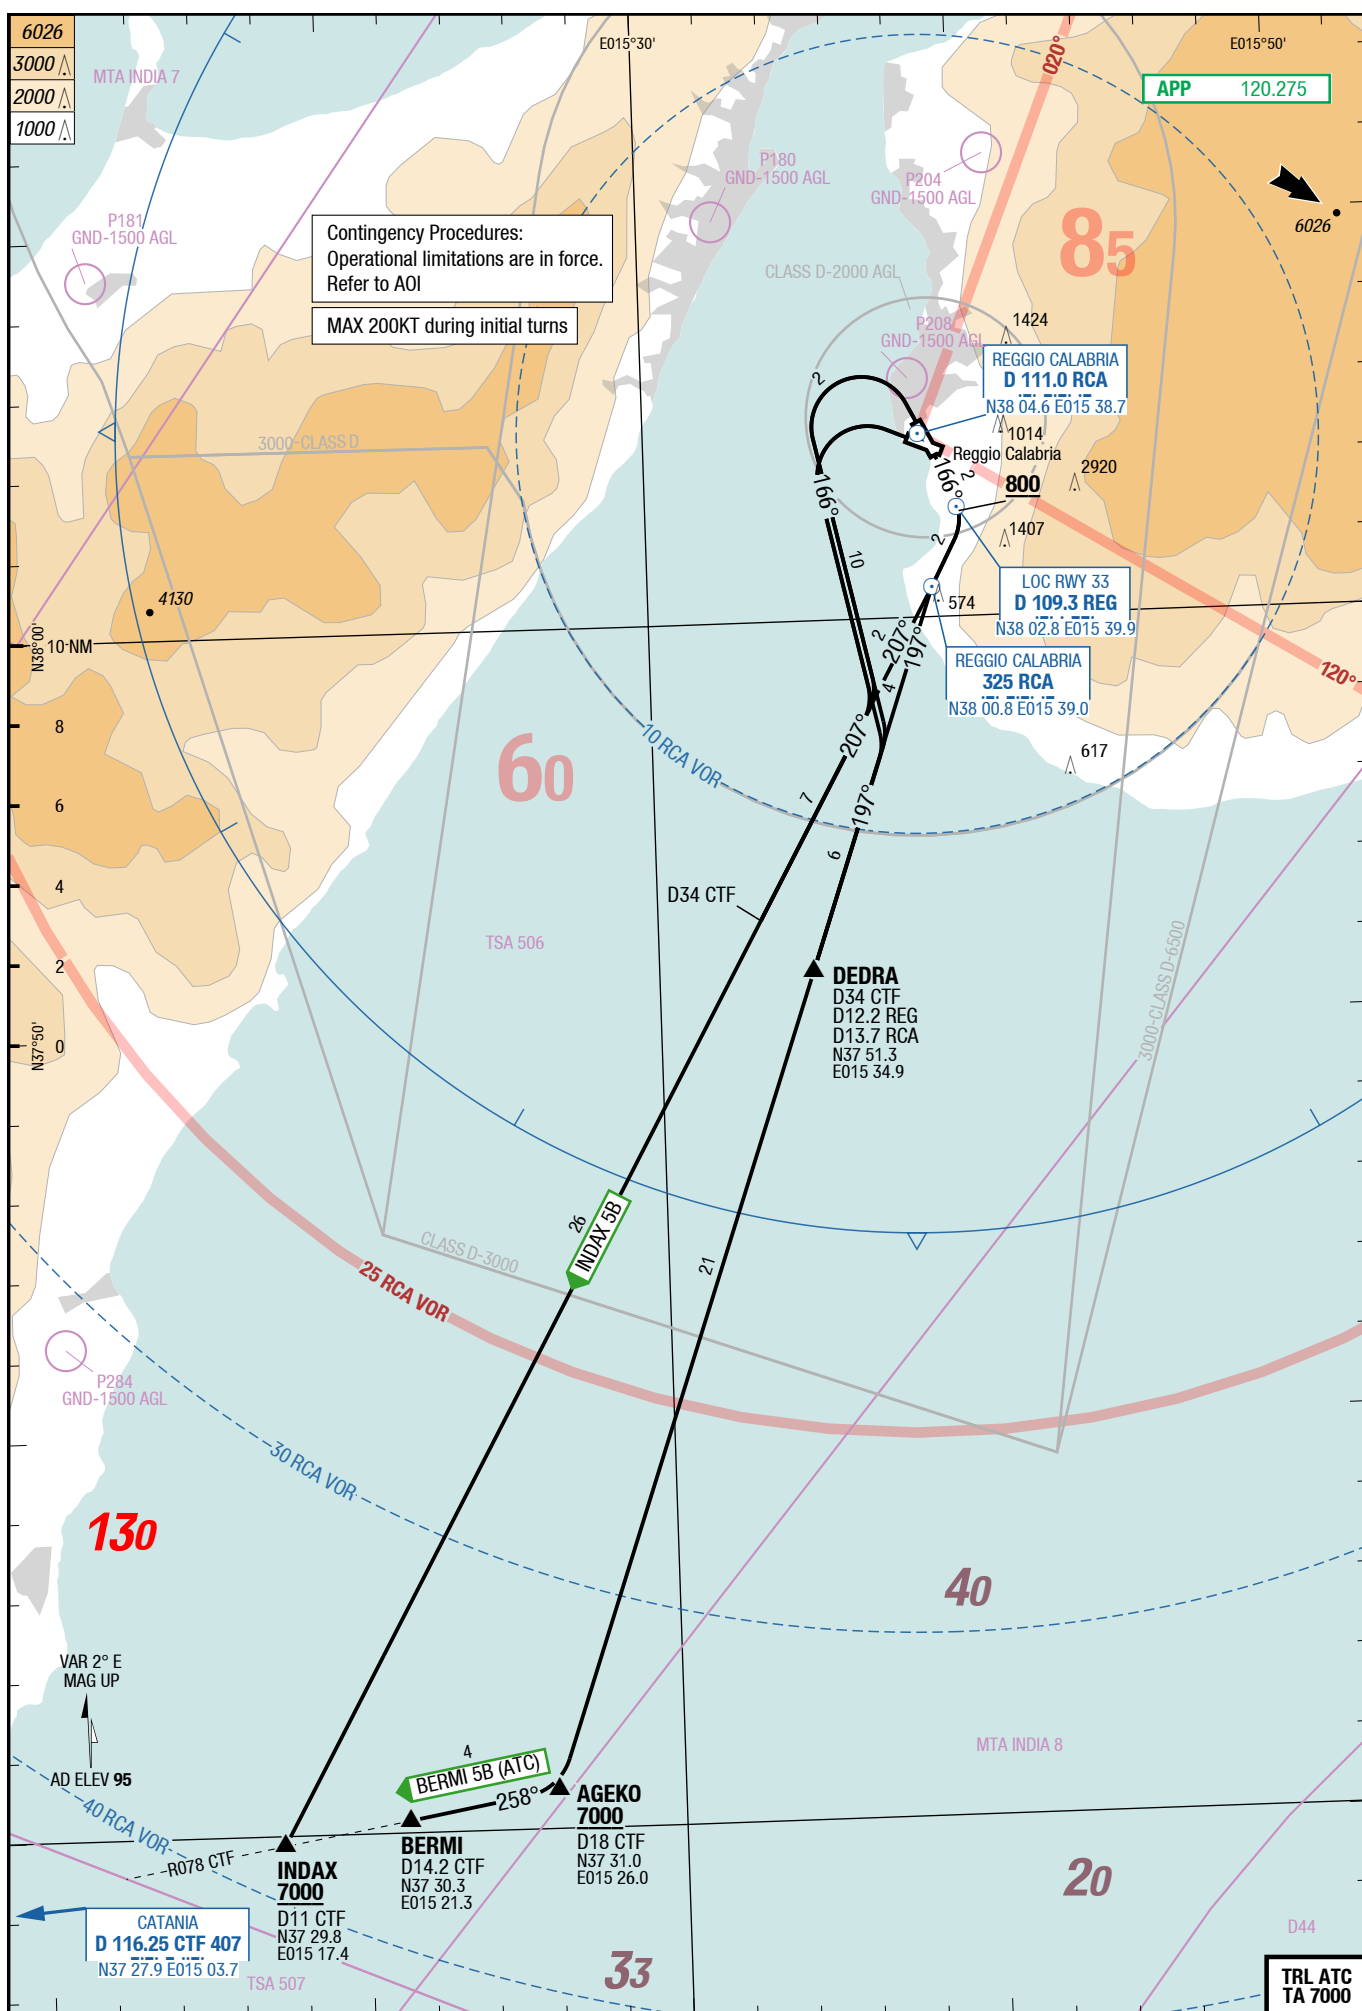 6026
3000
2000
1000
MTA INDIA 7
E015°30'
020°
E015°50'
APP 120.275
P180
GND-1500 AGL
P204
GND-1500 AGL
P181
GND-1500 AGL
6026
Contingency Procedures:
Operational limitations are in force.
Refer to AOI
MAX 200KT during initial turns
85
CLASS D-2000 AGL
P208
GND-1500 AGL
1424
REGGIO CALABRIA
D 111.0 RCA
N38 04.6 E015 38.7
2
3000-CLASS D
1014
Reggio Calabria
2920
166°
166°
2
800
1407
2
10
LOC RWY 33
D 109.3 REG
N38 02.8 E015 39.9
574
4130
N38°00'
10 NM
2
207°
197°
4
REGGIO CALABRIA
325 RCA
N38 00.8 E015 39.0
120°
8
207°
10 RCA VOR
617
60
6
7
197°
6
4
D34 CTF
TSA 506
2
DEDRA
D34 CTF
D12.2 REG
D13.7 RCA
N37 51.3
E015 34.9
3000-CLASS D-6500
N37°50'
0
26
INDAX 5B
CLASS D-3000
21
25 RCA VOR
P284
GND-1500 AGL
30 RCA VOR
130
40
VAR 2° E
MAG UP
AD ELEV 95
4
BERMI 5B (ATC)
258°
MTA INDIA 8
AGEKO
7000
D18 CTF
N37 31.0
E015 26.0
40 RCA VOR
R078 CTF
BERMI
D14.2 CTF
N37 30.3
E015 21.3
INDAX
7000
D11 CTF
N37 29.8
E015 17.4
20
CATANIA
D 116.25 CTF 407
N37 27.9 E015 03.7
TSA 507
33
D44
TRL ATC
TA 7000